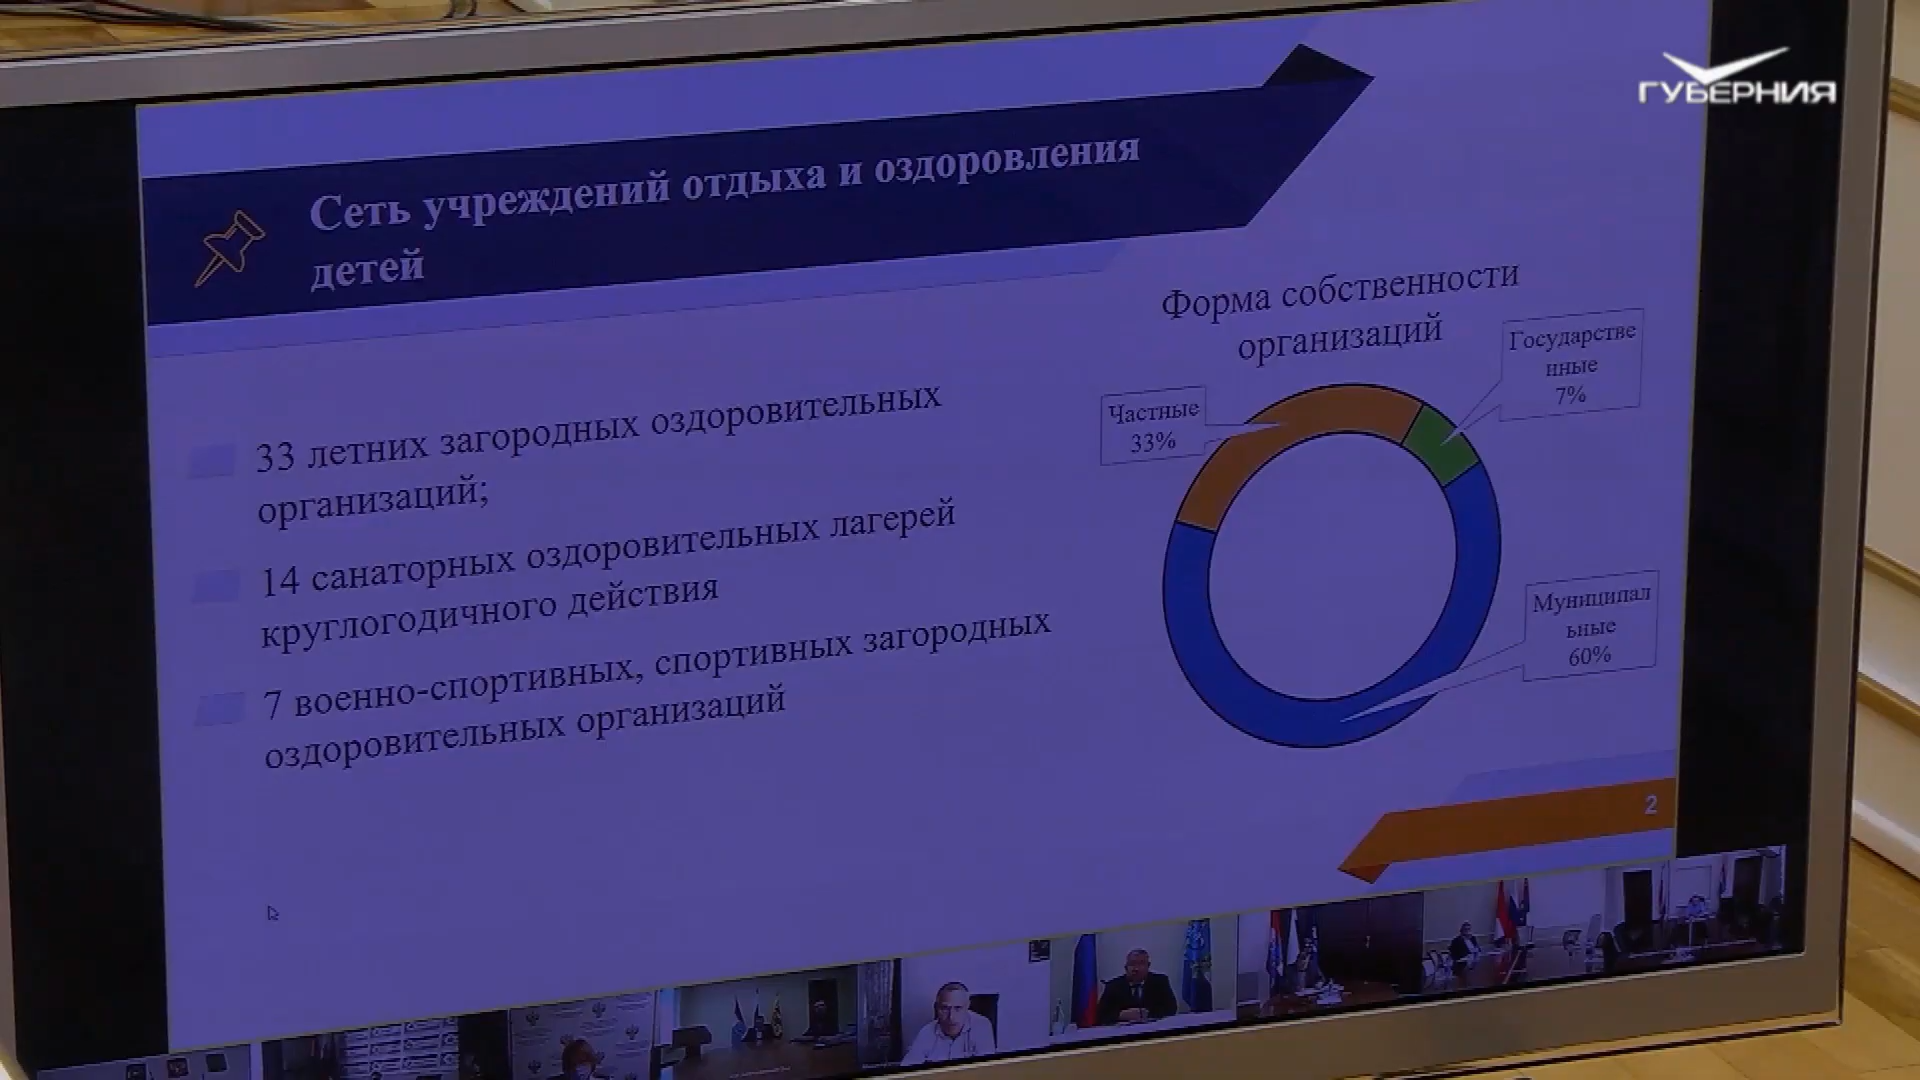 ГУБЕРНИЯ
Сеть учреждений отдыха и оздоровления
детей
33 летних загородных оздоровительных
организаций;
14 санаторных оздоровительных лагерей
круглогодичного действия
7 военно-спортивных, спортивных загородных
оздоровительных организаций
Форма собственности
организаций
Государстве
нные
7%
Частные
33%
Муниципал
ьные
60%
2